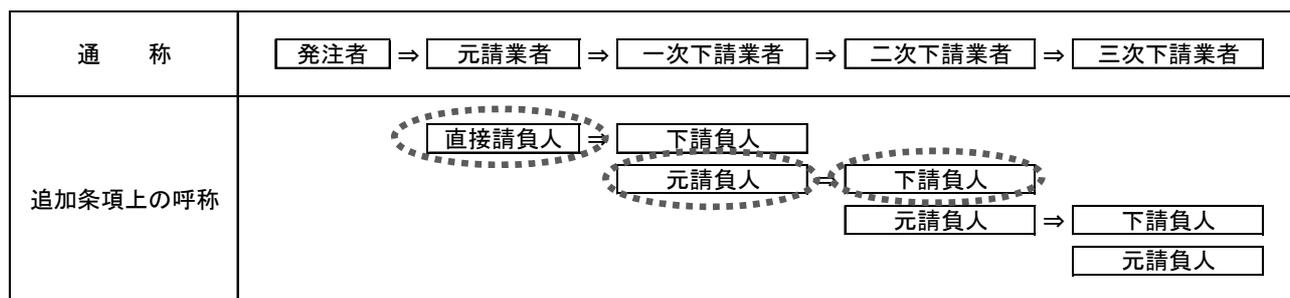 通　　称
発注者 ⇒ 元請業者 ⇒ 一次下請業者 ⇒ 二次下請業者 ⇒ 三次下請業者
追加条項上の呼称
直接請負人 ⇒ 下請負人
元請負人 ⇒ 下請負人
元請負人 ⇒ 下請負人
元請負人